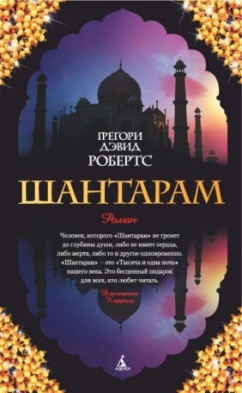 ГРЕГОРИ
ДЭВИД
РОБЕРТС
ШАНТАРАМ
Роман
Человек, которого «Шантарам» не тронет
до глубины души, либо не имеет сердца,
либо мертв, либо то и другое одновременно.
«Шантарам» – это «Тысяча и одна ночь»
нашего века. Это бесценный подарок
для всех, кто любит читать.
Джонатан
Кэрролл
АЗБУКА